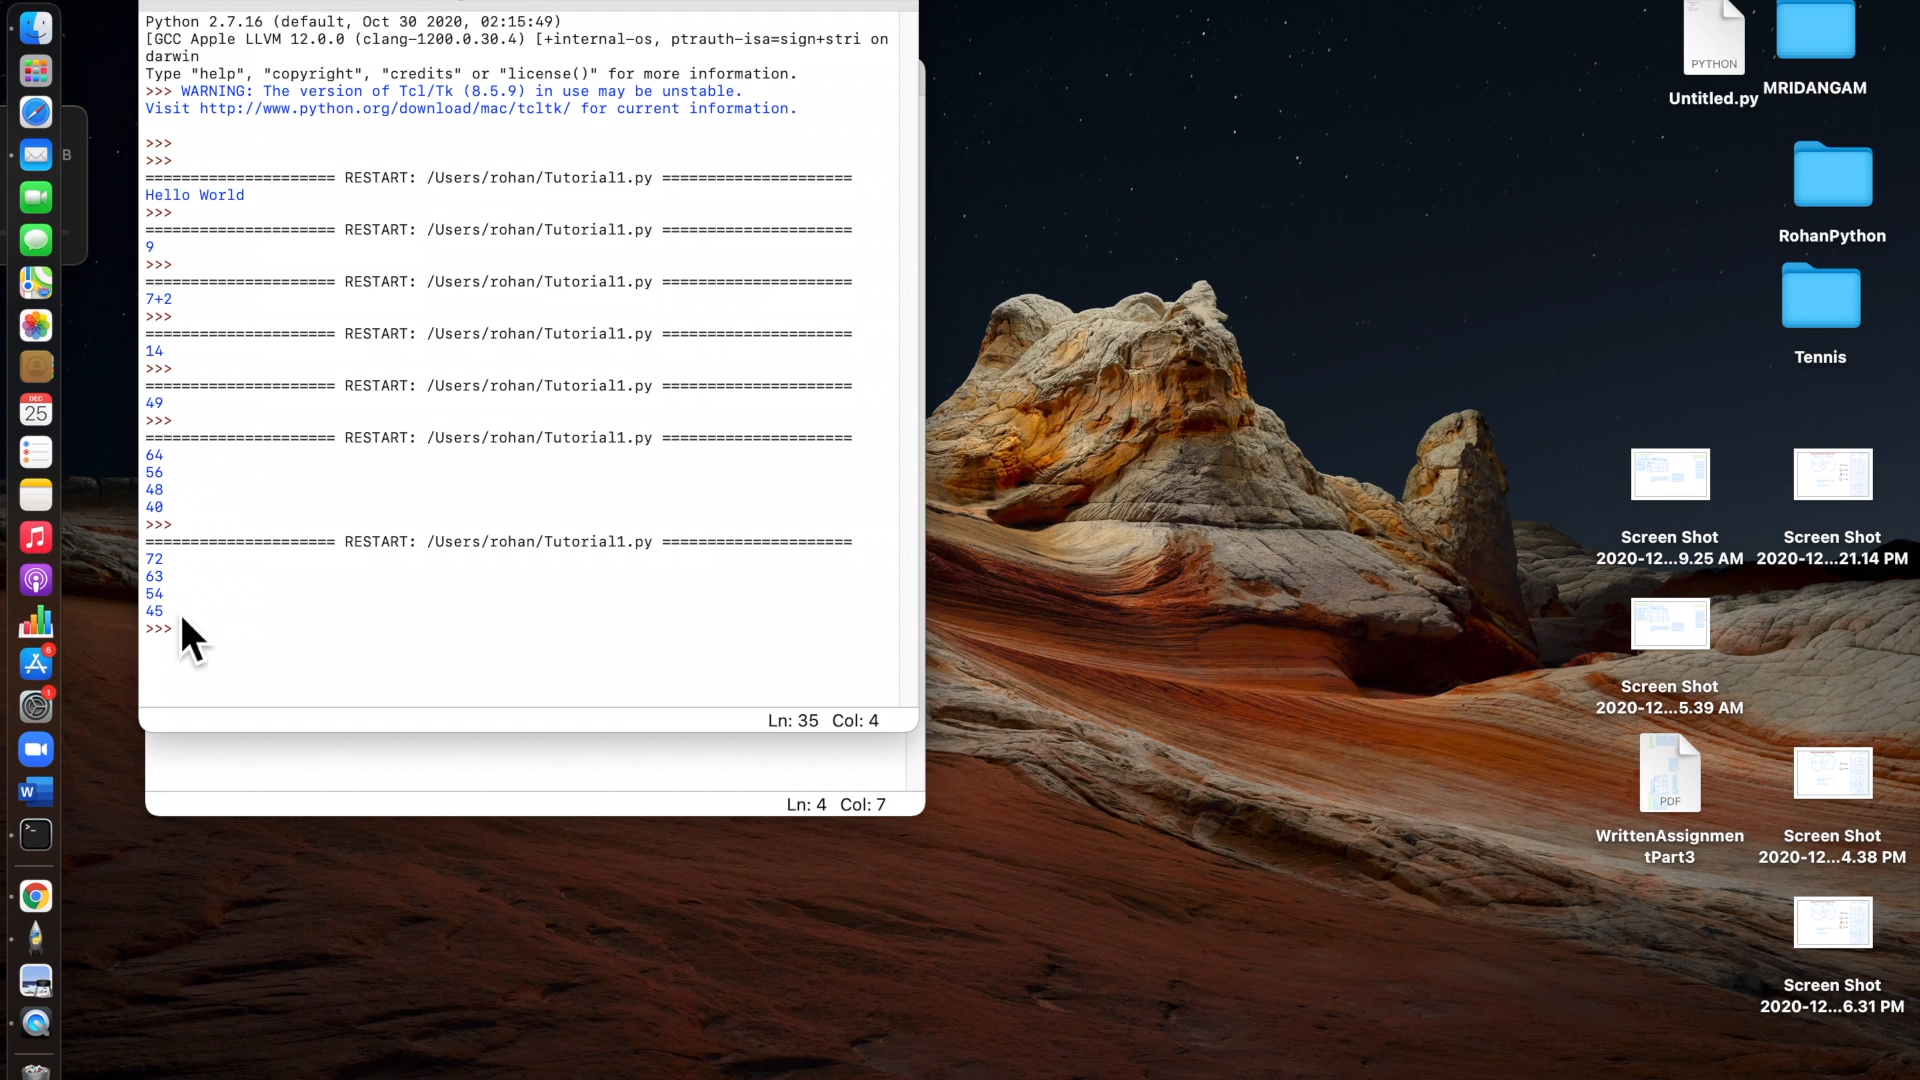 Python 2.7.16 (default, Oct 30 2020, 02:15:49)
[GCC Apple LLVM 12.0.0 (clang-1200.0.30.4) [+internal-os, ptrauth-isa=sign+stri on
darwin
Type "help", "copyright", "credits" or "license()" for more information.
>>> WARNING: The version of Tcl/Tk (8.5.9) in use may be unstable.
Visit http://www.python.org/download/mac/tcltk/ for current information.
>>>
>>>
===================== RESTART: /Users/rohan/Tutorial1.py =====================
Hello World
>>>
===================== RESTART: /Users/rohan/Tutorial1.py =====================
9
>>>
===================== RESTART: /Users/rohan/Tutorial1.py =====================
7+2
>>>
===================== RESTART: /Users/rohan/Tutorial1.py =====================
14
>>>
===================== RESTART: /Users/rohan/Tutorial1.py =====================
49
>>>
===================== RESTART: /Users/rohan/Tutorial1.py =====================
64
56
48
40
>>>
===================== RESTART: /Users/rohan/Tutorial1.py =====================
72
63
54
45
>>>
Ln: 35 Col: 4
Ln: 4 Col: 7
B
DEC
25
6
1
W
>_
PYTHON
Untitled.py
MRIDANGAM
RohanPython
Tennis
Screen Shot
2020-12...9.25 AM
Screen Shot
2020-12...21.14 PM
Screen Shot
2020-12...5.39 AM
PDF
WrittenAssignmen
tPart3
Screen Shot
2020-12...4.38 PM
Screen Shot
2020-12...6.31 PM